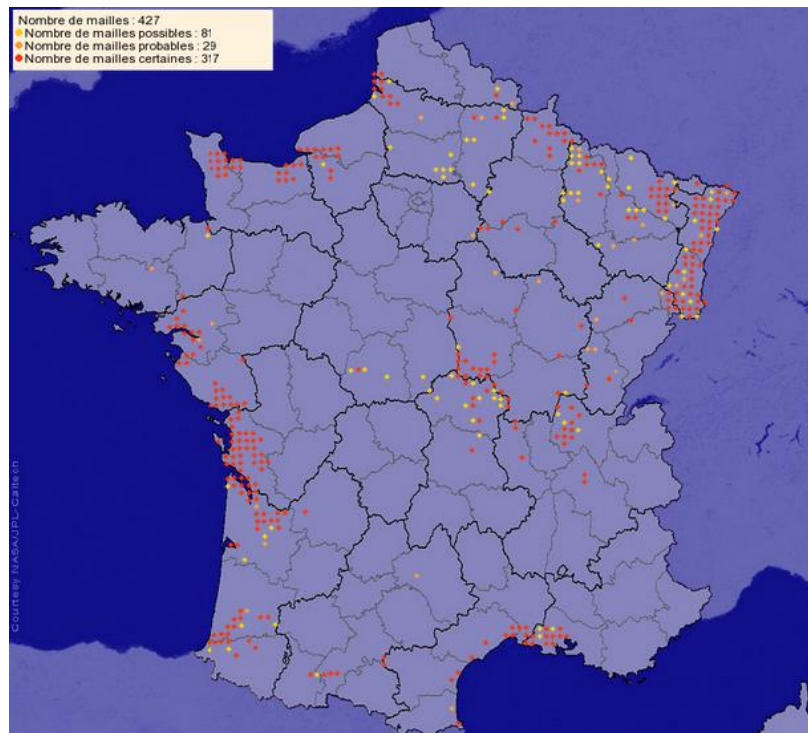 Nombre de mailles : 427
Nombre de mailles possibles : 81
Nombre de mailles probables : 29
Nombre de mailles certaines : 317
Courtesy NASA/JPL-Caltech